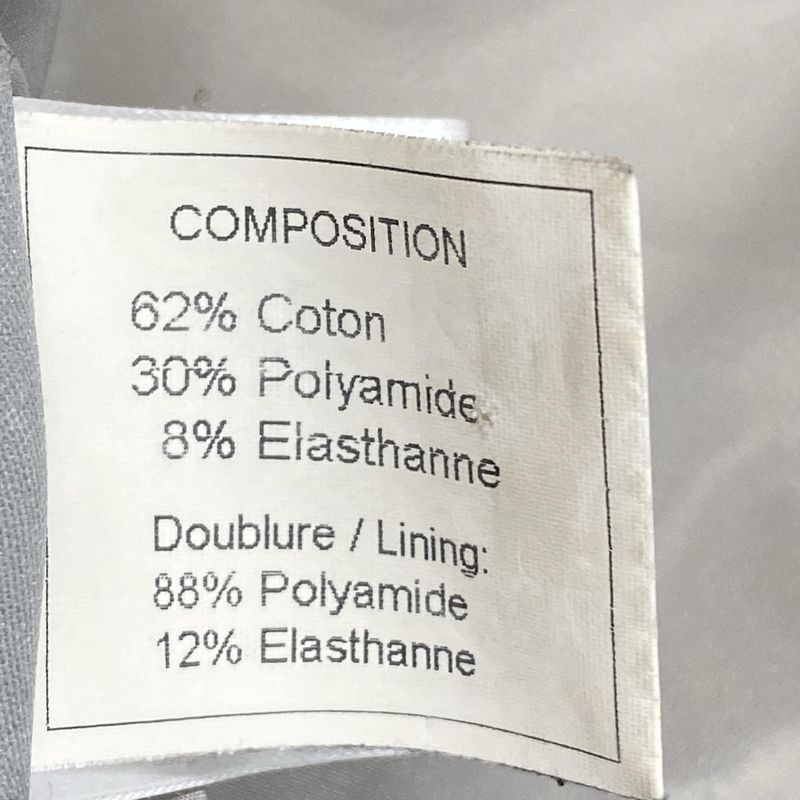 COMPOSITION
62% Coton
30% Polyamide
8% Elasthanne
Doublure / Lining:
88% Polyamide
12% Elasthanne